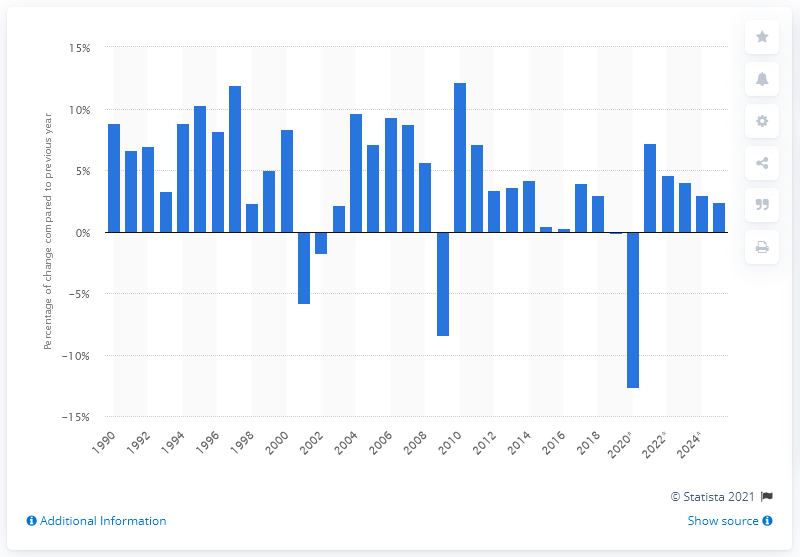 15%
10%
5%
0%
−5%
−10%
−15%
Percentage of change compared to previous year
1990 1992 1994 1996 1998 2000 2002 2004 2006 2008 2010 2012 2014 2016 2018 2020* 2022* 2024*
© Statista 2021
Additional Information
Show source